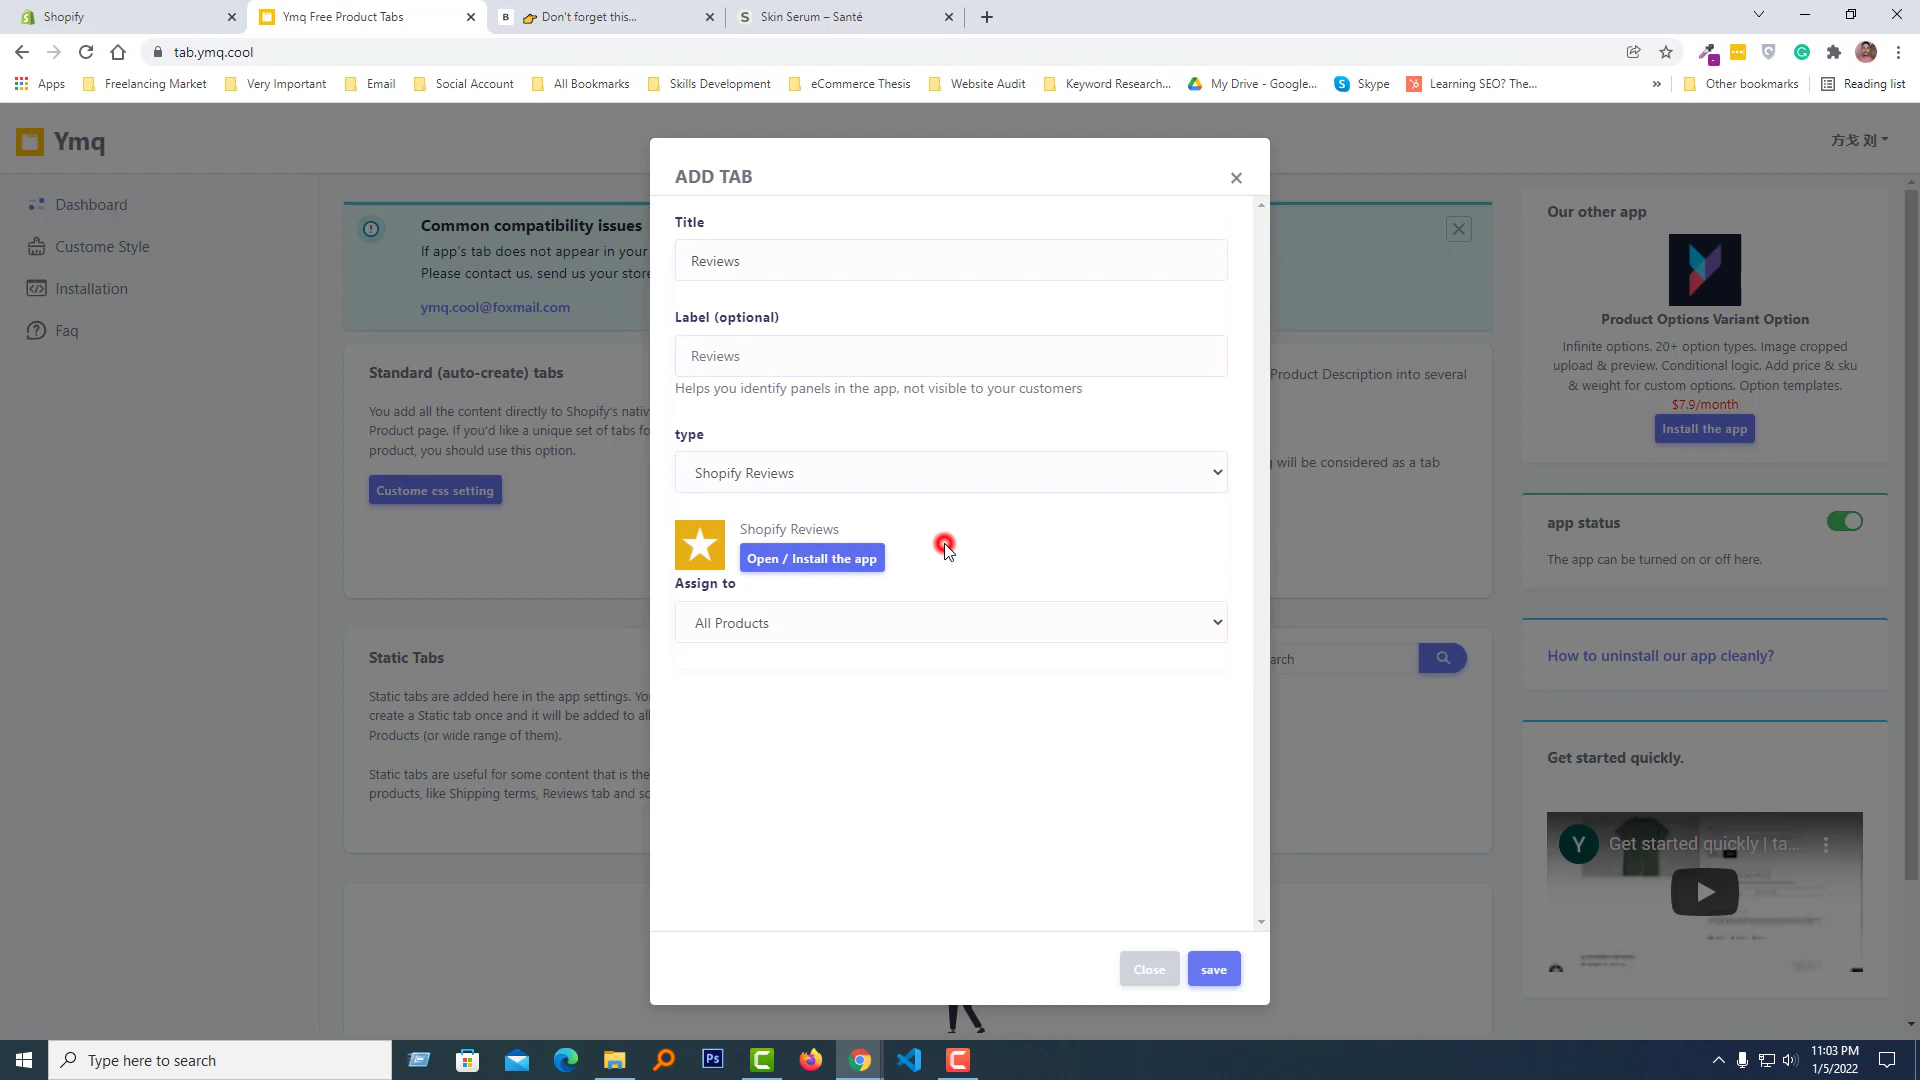 Shopify
Ymq Free Product Tabs
B
👉 Don't forget this...
S
Skin Serum – Santé
tab.ymq.cool
Apps
Freelancing Market
Very Important
Email
Social Account
All Bookmarks
Skills Development
eCommerce Thesis
Website Audit
Keyword Research...
My Drive - Google...
Skype
Learning SEO? The...
»
Other bookmarks
Reading list
Ymq
方戈 刘
Dashboard
Custome Style
Installation
Faq
Common compatibility issues
If app's tab does not appear in your
Please contact us, send us your store
ymq.cool@foxmail.com
Standard (auto-create) tabs
You add all the content directly to Shopify's nativ
Product page. If you'd like a unique set of tabs fo
product, you should use this option.
Custome css setting
Static Tabs
Static tabs are added here in the app settings. Yo
create a Static tab once and it will be added to all
Products (or wide range of them).
Static tabs are useful for some content that is the
products, like Shipping terms, Reviews tab and so
ADD TAB
×
Title
Reviews
Label (optional)
Reviews
Helps you identify panels in the app, not visible to your customers
type
Shopify Reviews
Shopify Reviews
Open / Install the app
Assign to
All Products
Close
save
Product Description into several
g will be considered as a tab
arch
Our other app
Product Options Variant Option
Infinite options. 20+ option types. Image cropped
upload & preview. Conditional logic. Add price & sku
& weight for custom options. Option templates.
$7.9/month
Install the app
app status
The app can be turned on or off here.
How to uninstall our app cleanly?
Get started quickly.
Y
Get started quickly | ta...
Type here to search
Ps
11:03 PM
1/5/2022